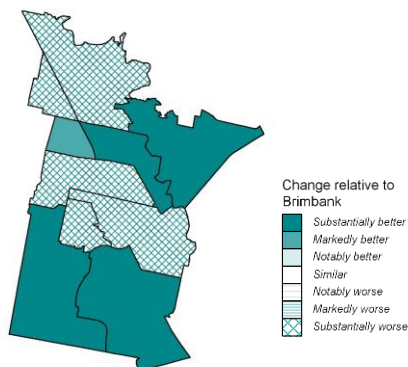 Change relative to
Brimbank
Substantially better
Markedly better
Notably better
Similar
Notably worse
Markedly worse
Substantially worse